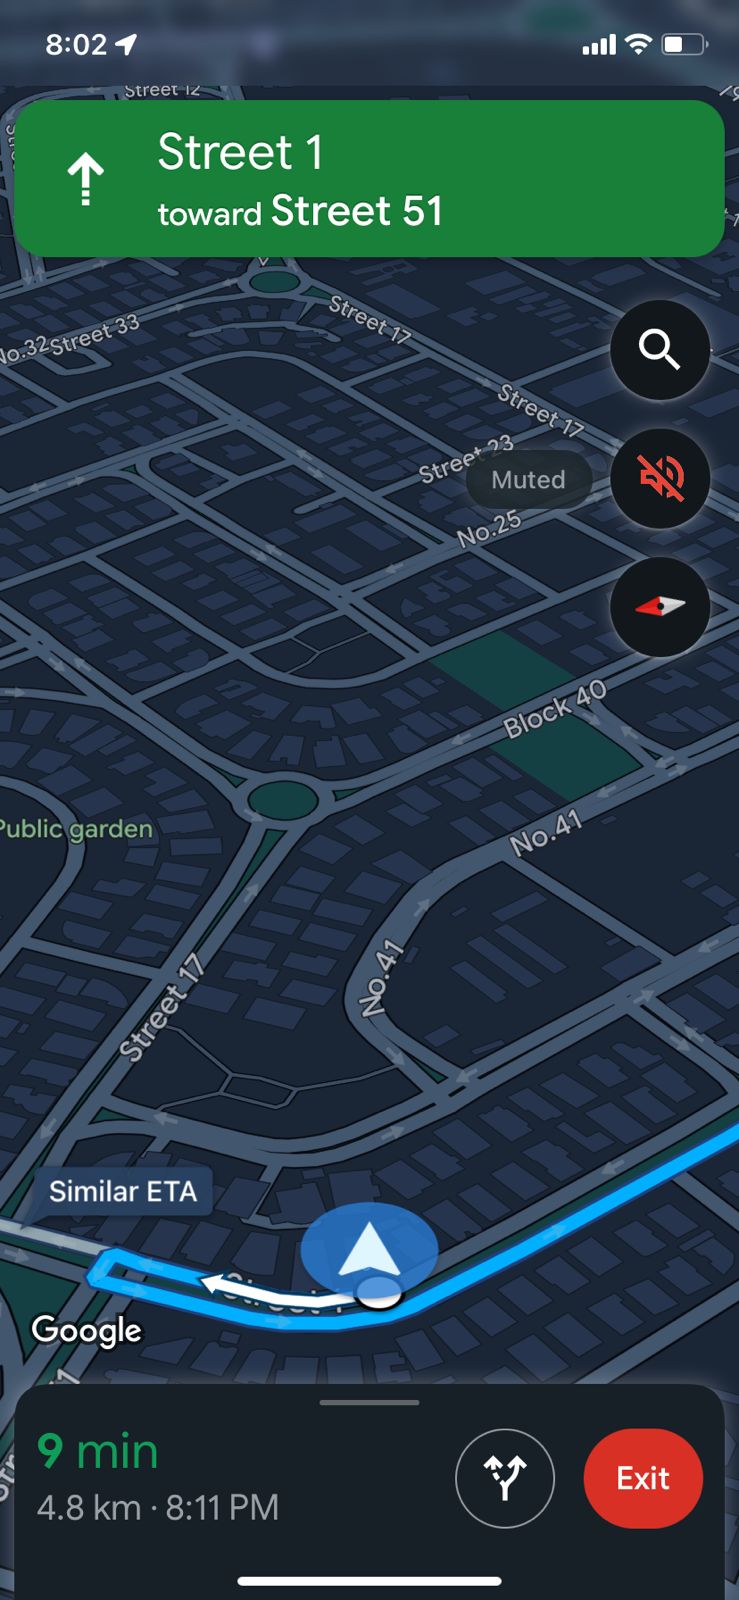 8:02
Street 12
Street 1
toward Street 51
Street 17
No.32
Street 33
Street 17
Street 23
Muted
No.25
Block 40
No.41
Public garden
No.41
Street 17
Similar ETA
Google
9 min
4.8 km · 8:11 PM
Exit